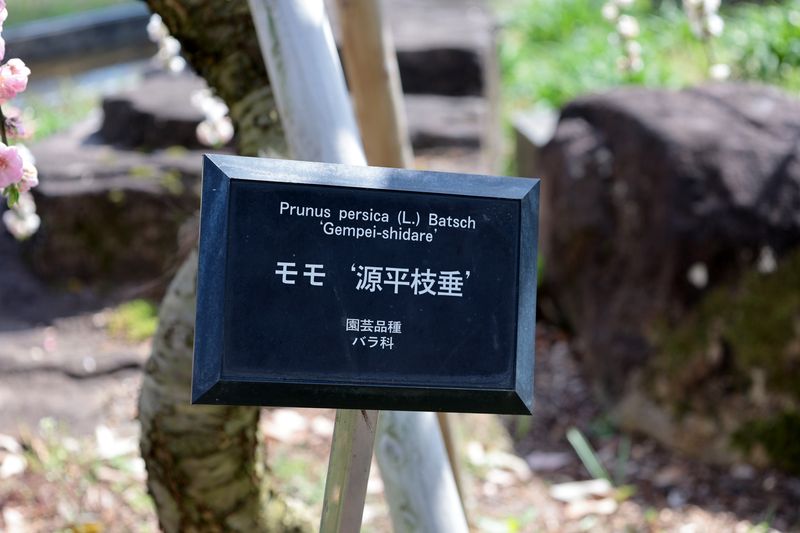 Prunus persica (L.) Batsch
‘Gempei-shidare’
モモ ‘源平枝垂’
園芸品種
バラ科